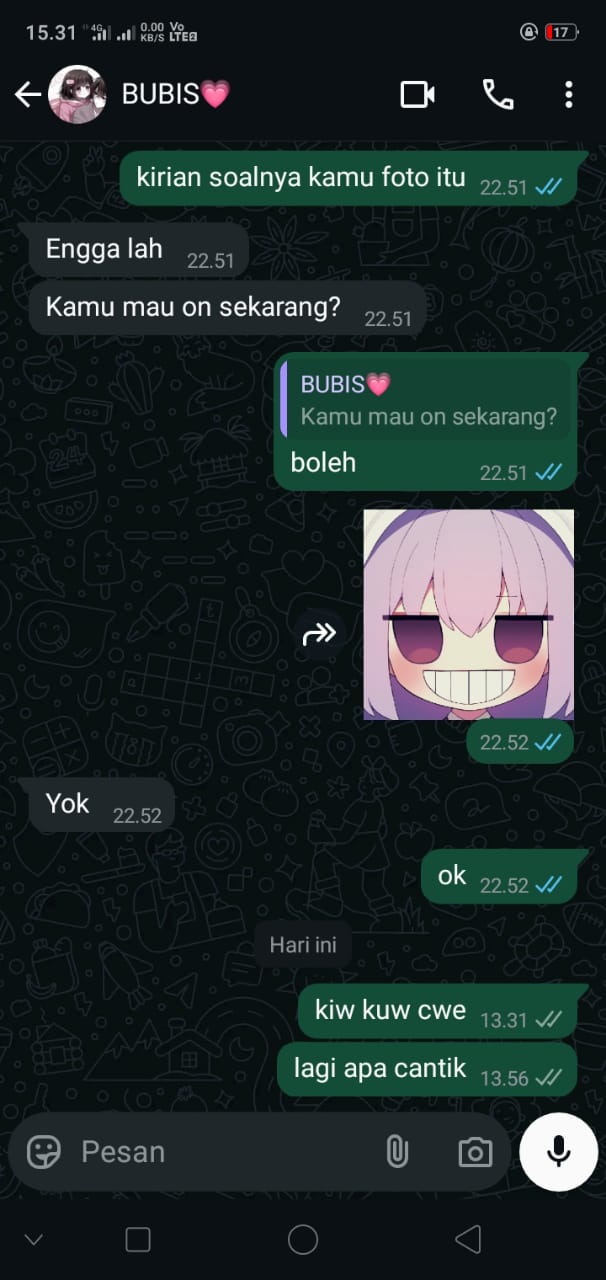 15.31 4G 0.00 KB/S Vo LTE2 17
BUBIS💗
kirian soalnya kamu foto itu 22.51
Engga lah 22.51
Kamu mau on sekarang? 22.51
BUBIS💗
Kamu mau on sekarang?
boleh 22.51
22.52
Yok 22.52
ok 22.52
Hari ini
kiw kuw cwe 13.31
lagi apa cantik 13.56
Pesan